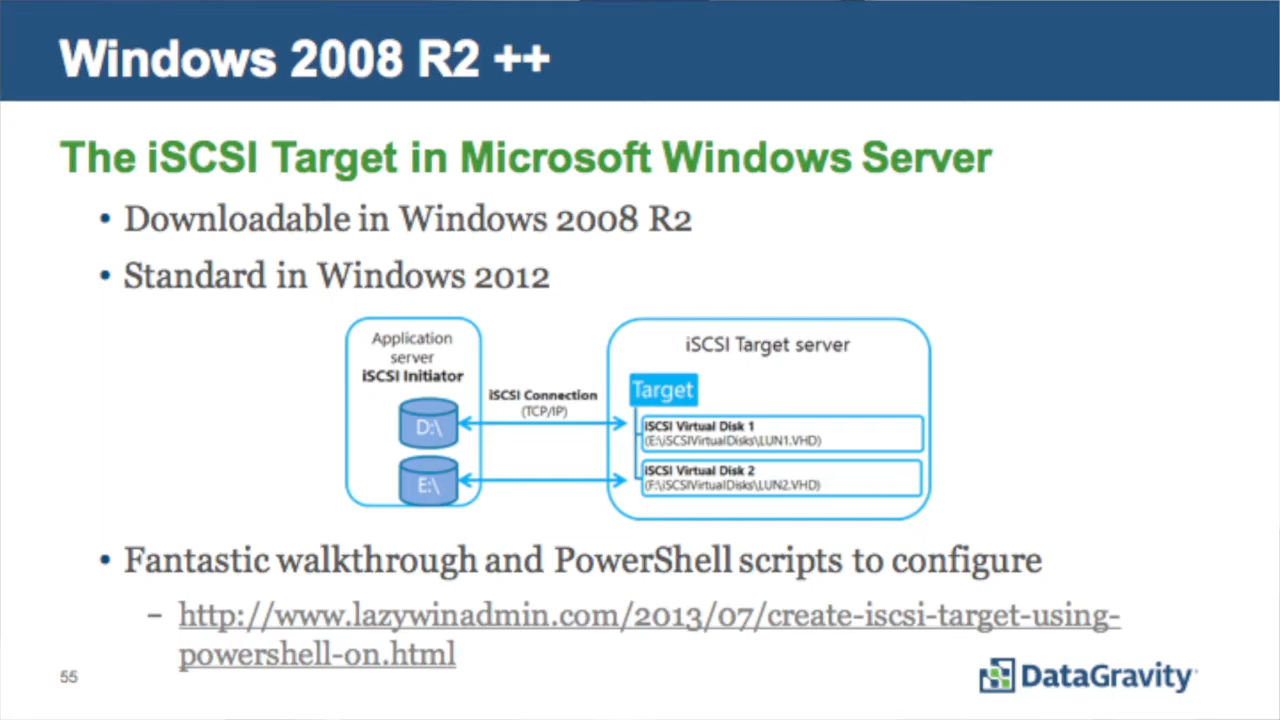 Windows 2008 R2 ++
The iSCSI Target in Microsoft Windows Server
• Downloadable in Windows 2008 R2
• Standard in Windows 2012
Application
server
iSCSI Initiator
D:\
E:\
iSCSI Connection
(TCP/IP)
iSCSI Target server
Target
iSCSI Virtual Disk 1
(E:\iSCSIVirtualDisks\LUN1.VHD)
iSCSI Virtual Disk 2
(F:\iSCSIVirtualDisks\LUN2.VHD)
• Fantastic walkthrough and PowerShell scripts to configure
– http://www.lazywinadmin.com/2013/07/create-iscsi-target-using-
powershell-on.html
55
DataGravity